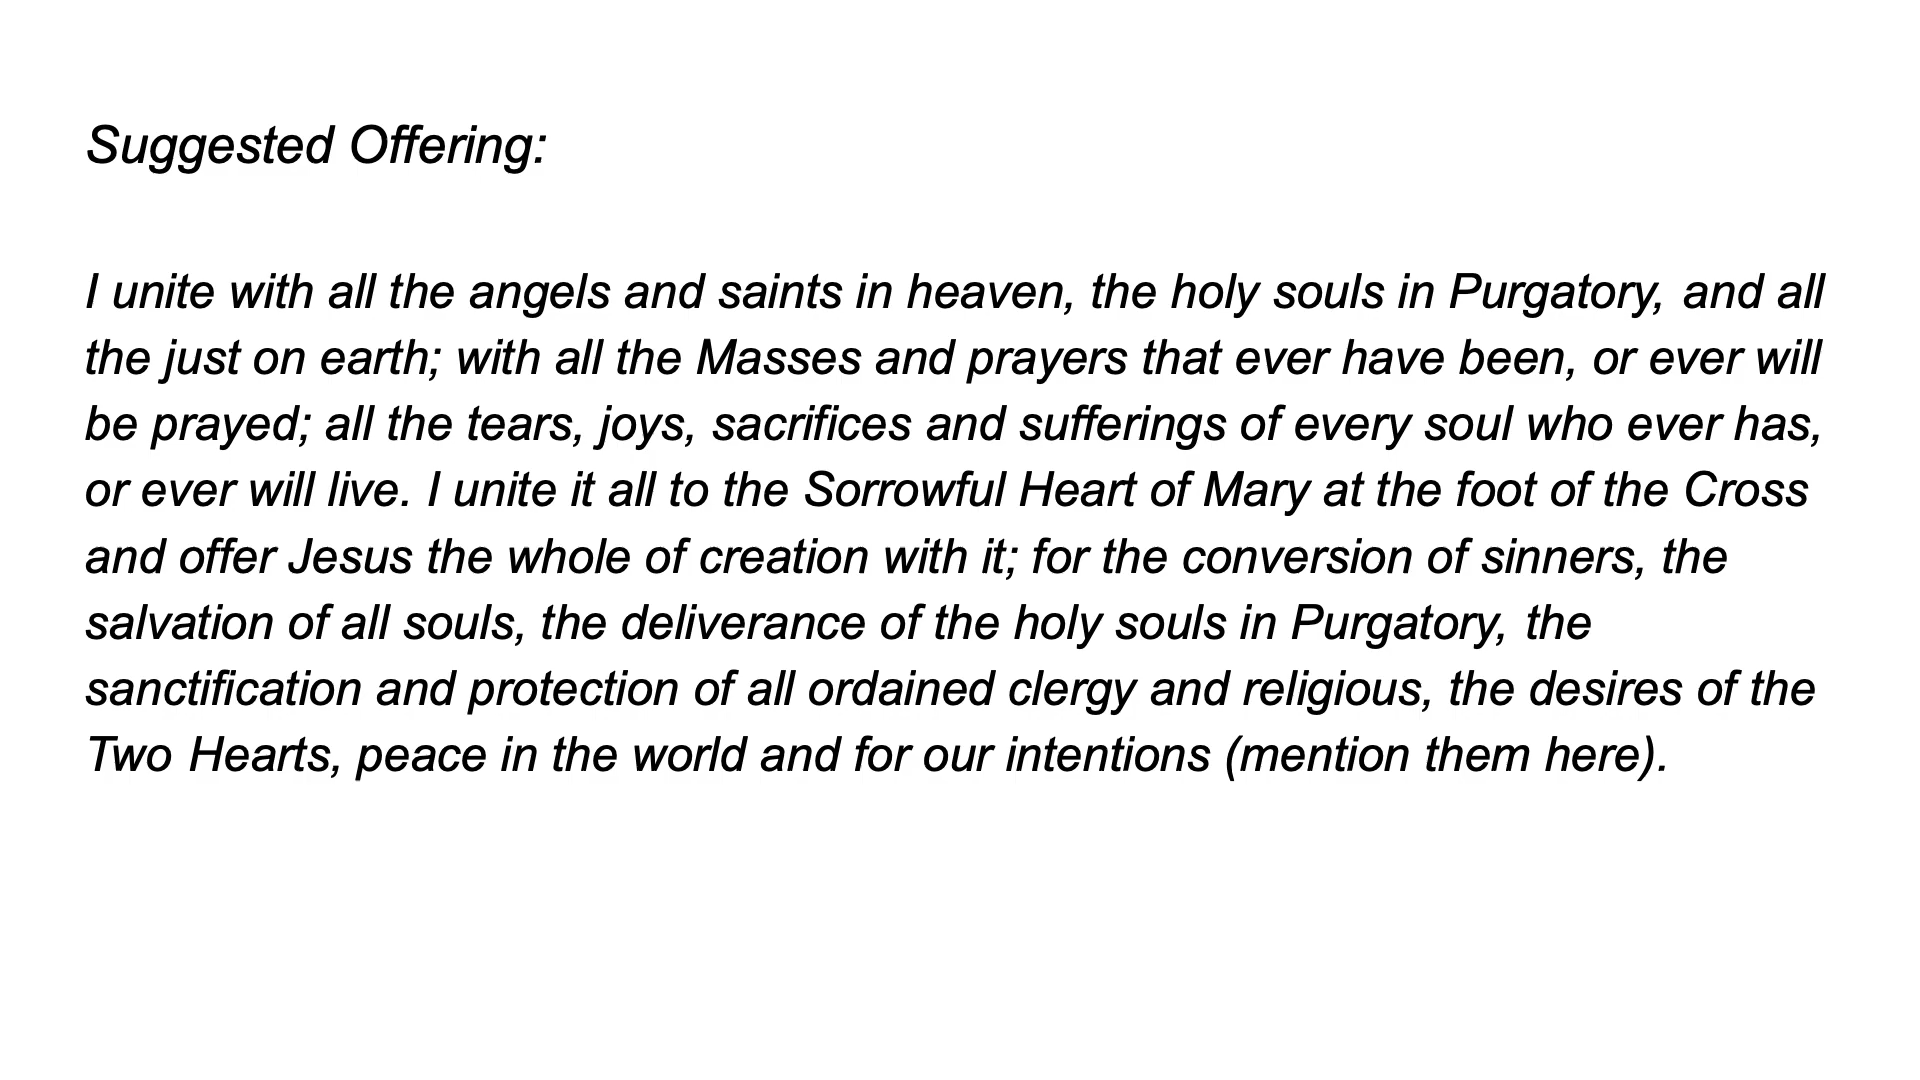 Suggested Offering:
I unite with all the angels and saints in heaven, the holy souls in Purgatory, and all
the just on earth; with all the Masses and prayers that ever have been, or ever will
be prayed; all the tears, joys, sacrifices and sufferings of every soul who ever has,
or ever will live. I unite it all to the Sorrowful Heart of Mary at the foot of the Cross
and offer Jesus the whole of creation with it; for the conversion of sinners, the
salvation of all souls, the deliverance of the holy souls in Purgatory, the
sanctification and protection of all ordained clergy and religious, the desires of the
Two Hearts, peace in the world and for our intentions (mention them here).